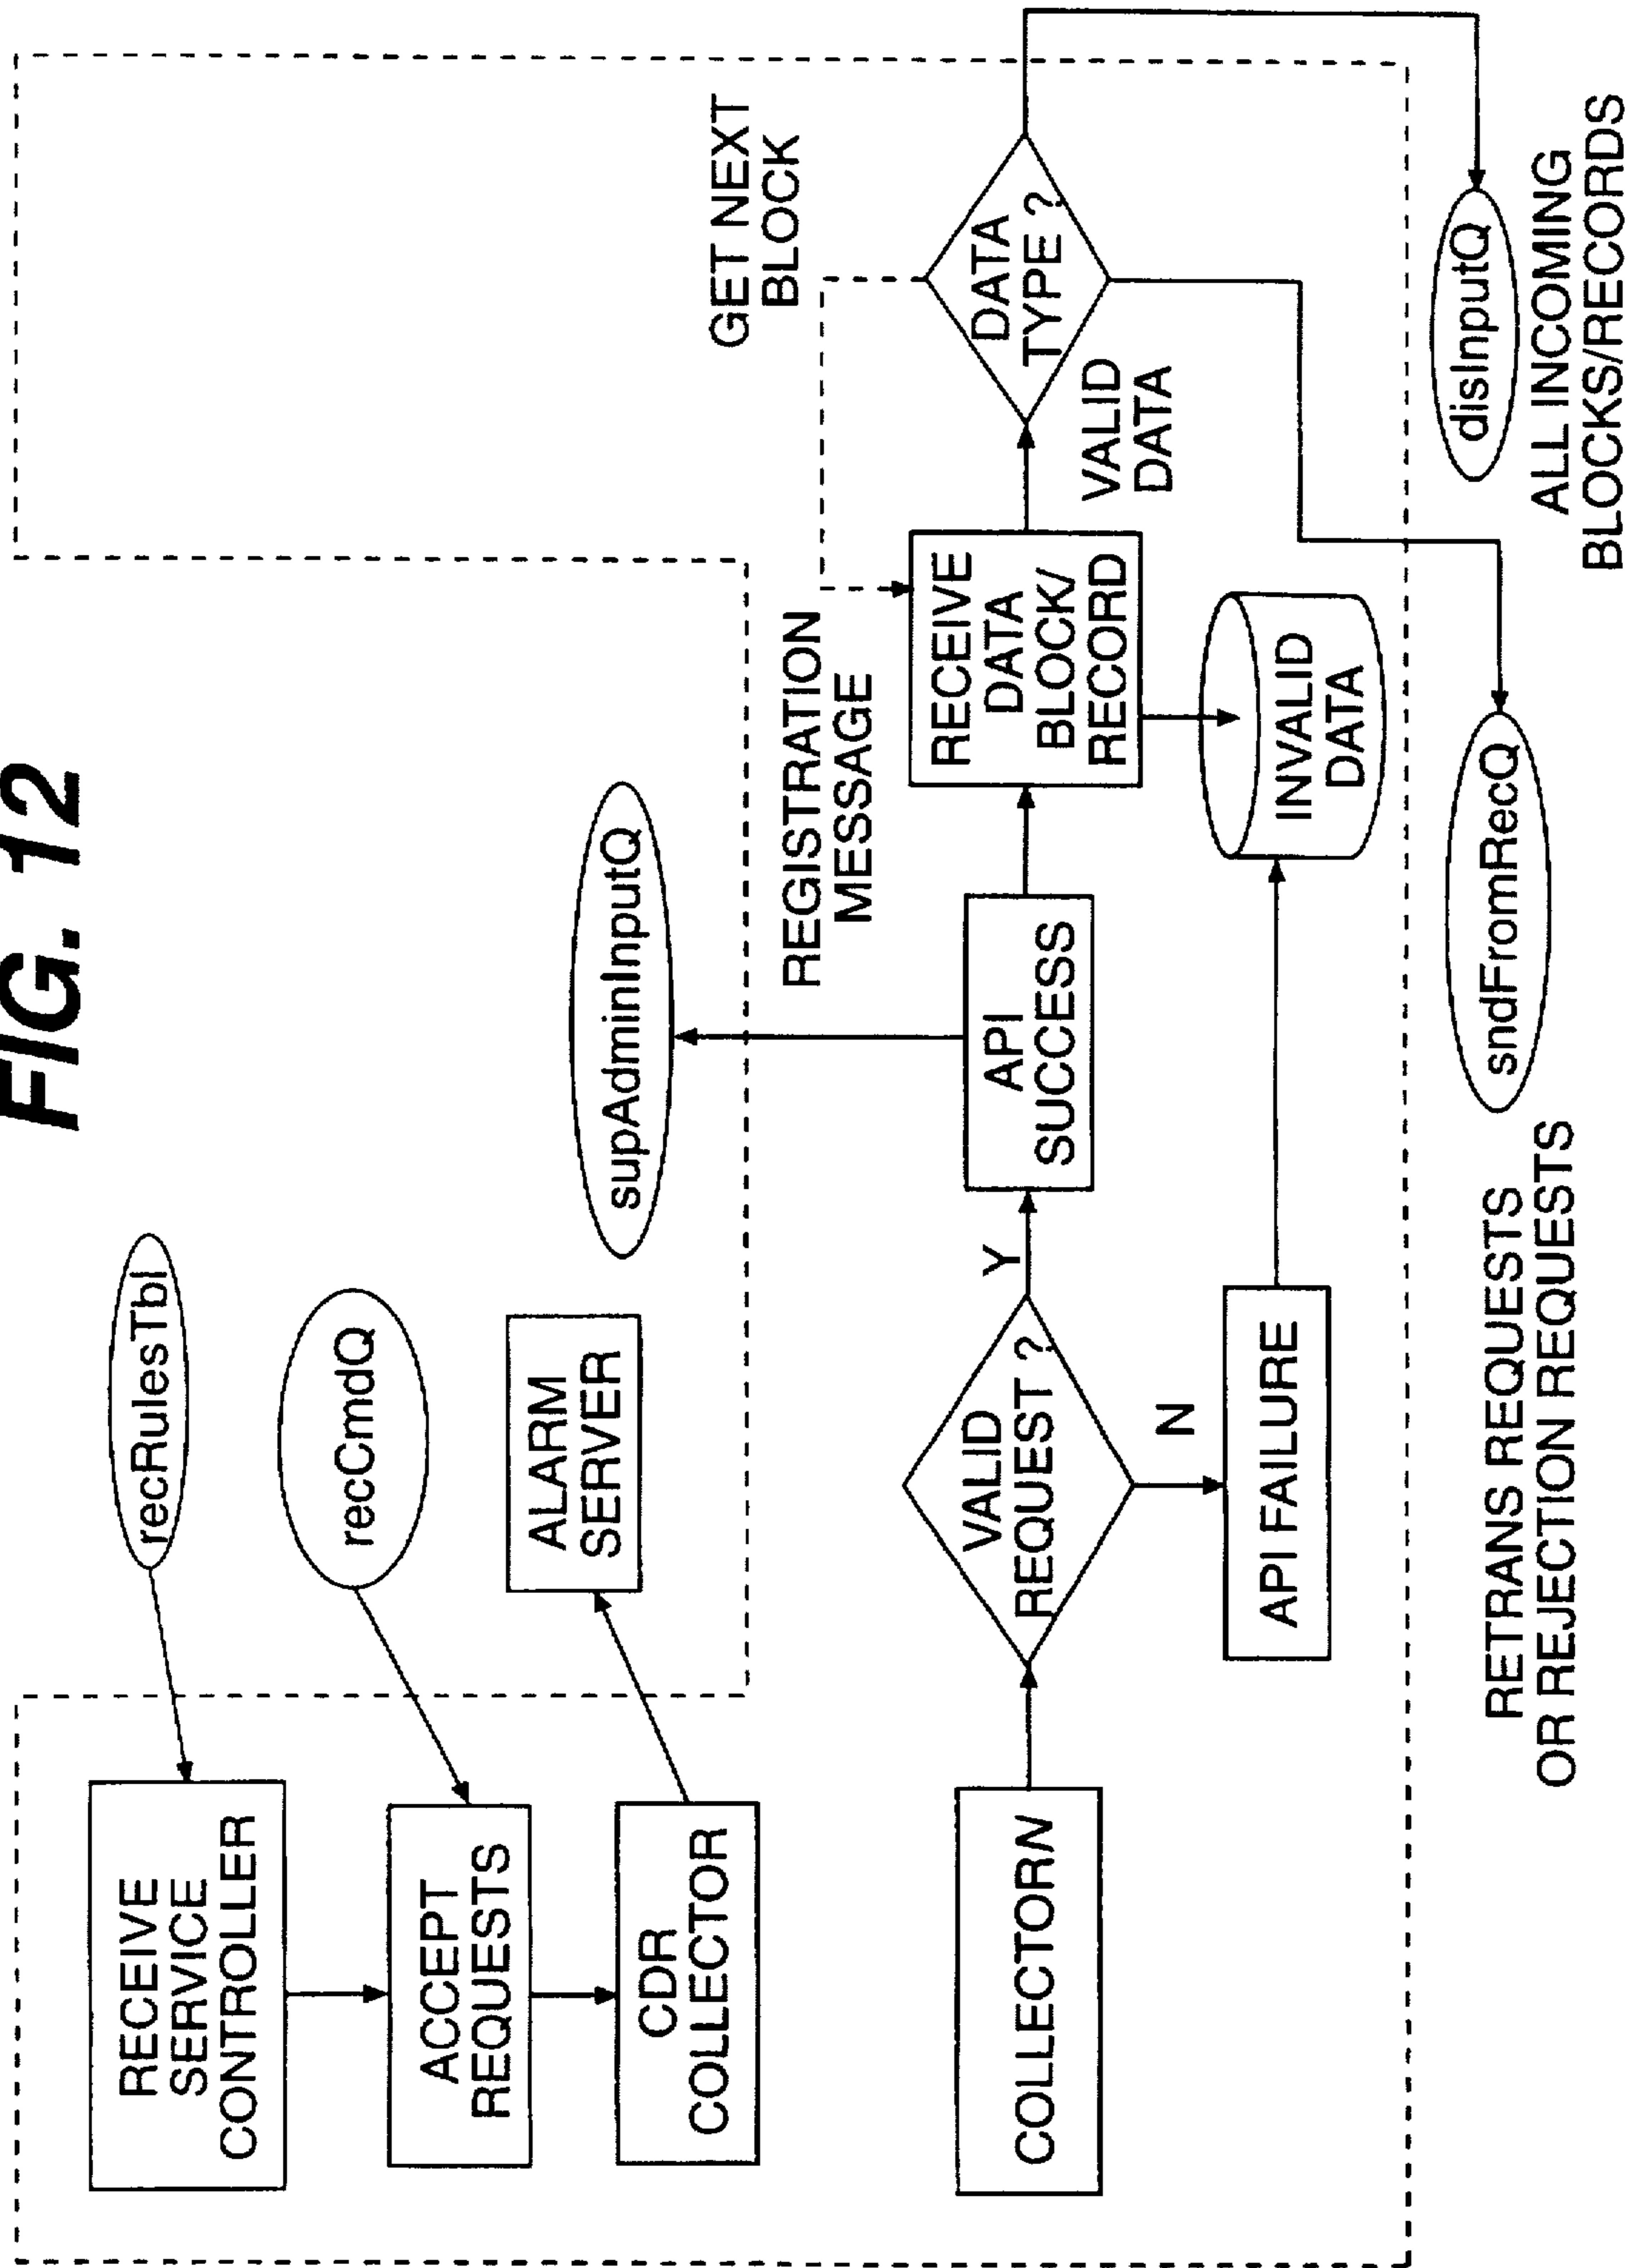 FIG. 12
recRulesTbl
RECEIVE
SERVICE
CONTROLLER
recCmdQ
ACCEPT
REQUESTS
ALARM
SERVER
CDR
COLLECTOR
supAdminInputQ
REGISTRATION
MESSAGE
GET NEXT
BLOCK
COLLECTORN
VALID
REQUEST ?
Y
N
API
SUCCESS
API FAILURE
RECEIVE
DATA
BLOCK/
RECORD
VALID
DATA
DATA
TYPE ?
INVALID
DATA
RETRANS REQUESTS
OR REJECTION REQUESTS
sndFromRecQ
disInputQ
ALL INCOMING
BLOCKS/RECORDS